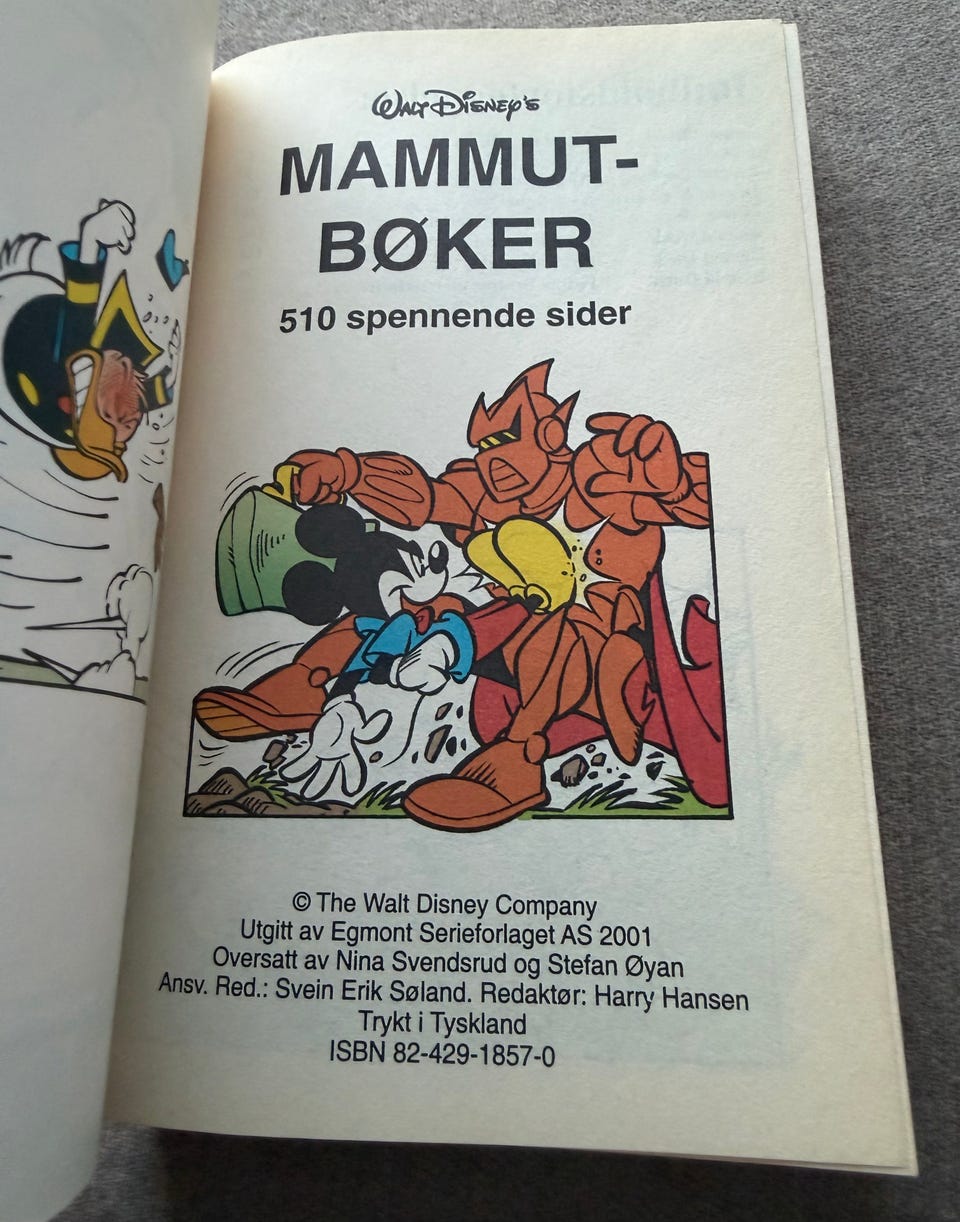 WALT DISNEY'S
MAMMUT-
BØKER
510 spennende sider
© The Walt Disney Company
Utgitt av Egmont Serieforlaget AS 2001
Oversatt av Nina Svendsrud og Stefan Øyan
Ansv. Red.: Svein Erik Søland. Redaktør: Harry Hansen
Trykt i Tyskland
ISBN 82-429-1857-0